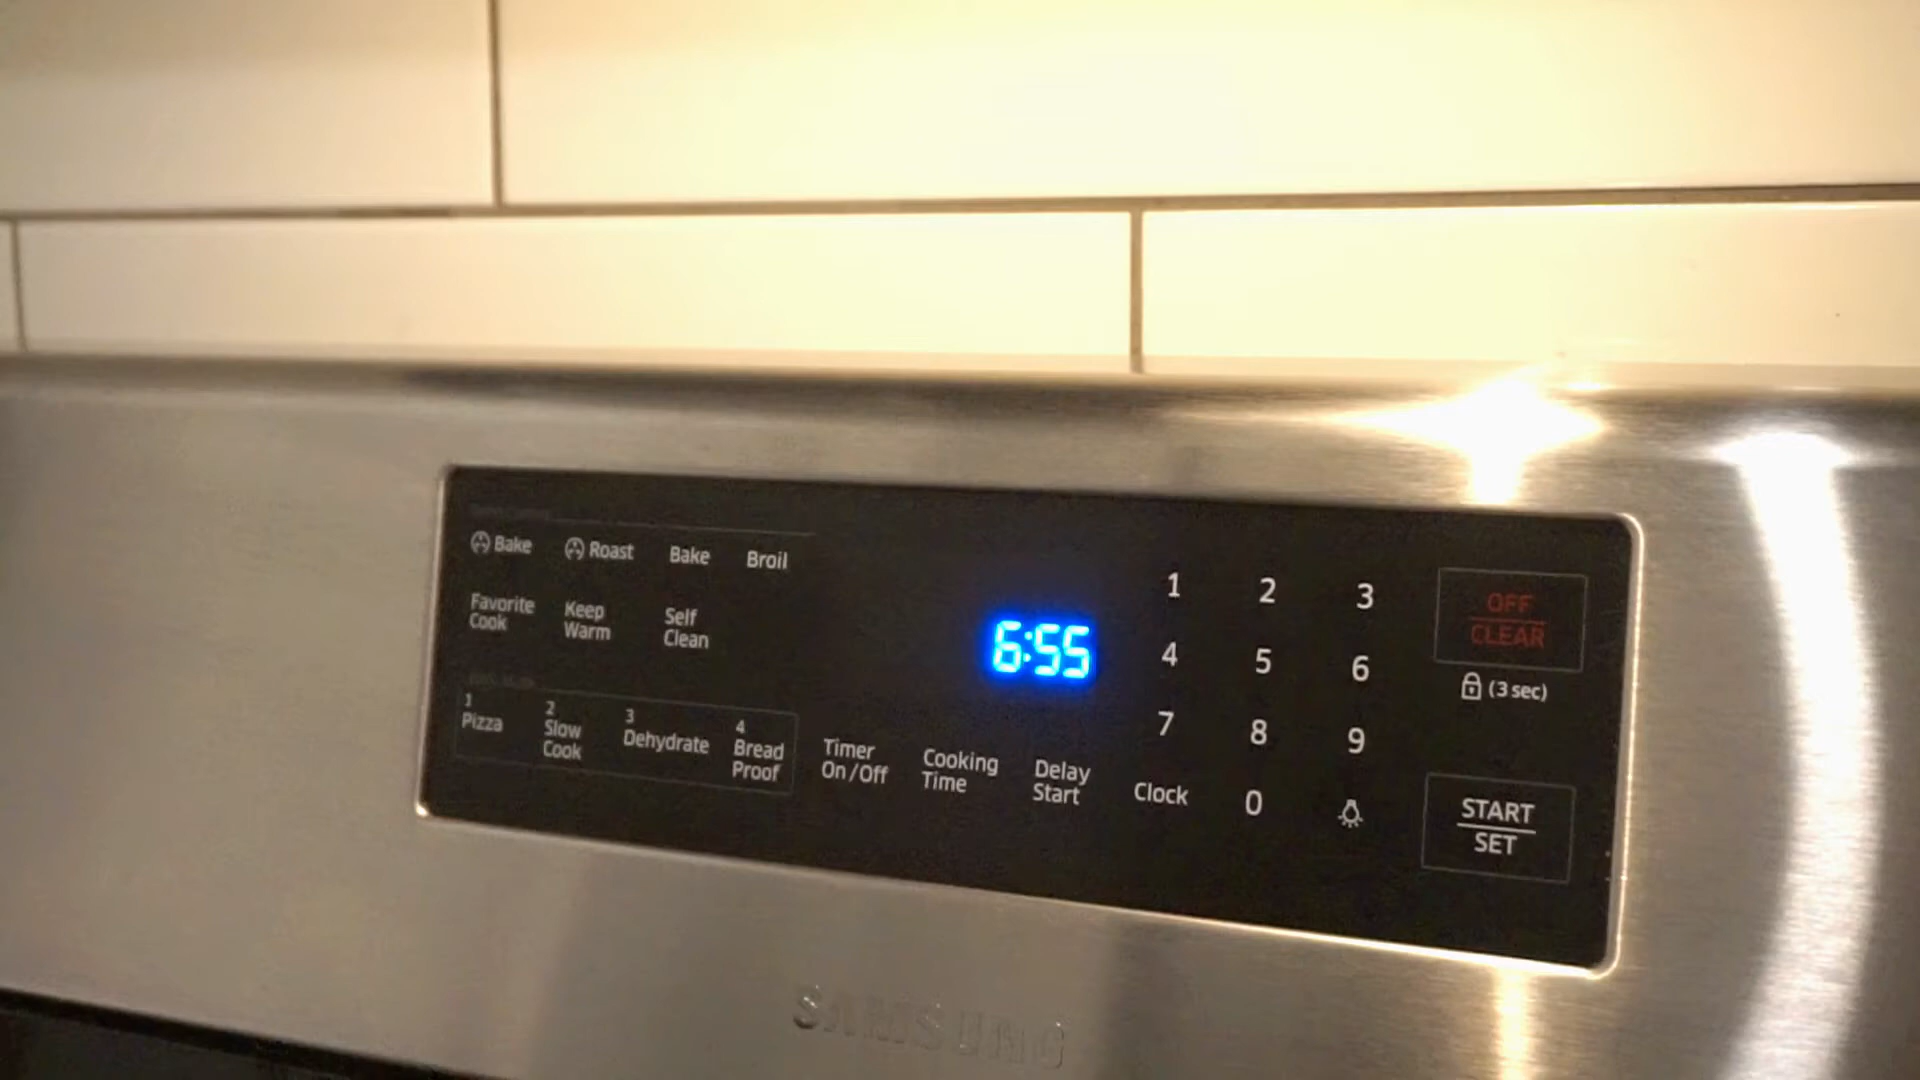 Bake Roast Bake Broil
Favorite Cook
Keep Warm
Self Clean
1 Pizza
2 Slow Cook
3 Dehydrate
4 Bread Proof
Timer On/Off
Cooking Time
Delay Start
6:55
1 2 3
4 5 6
7 8 9
Clock 0
OFF
CLEAR
(3 sec)
START
SET
SAMSUNG